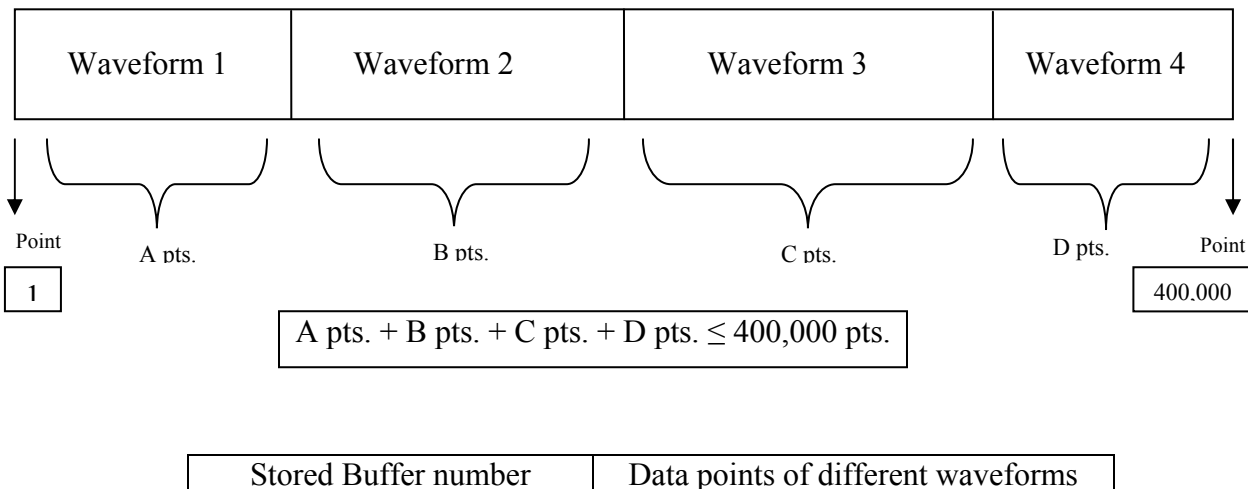 Waveform 1 Waveform 2 Waveform 3 Waveform 4
Point A pts. B pts. C pts. D pts. Point
1 400,000
A pts. + B pts. + C pts. + D pts. ≤ 400,000 pts.
Stored Buffer number Data points of different waveforms